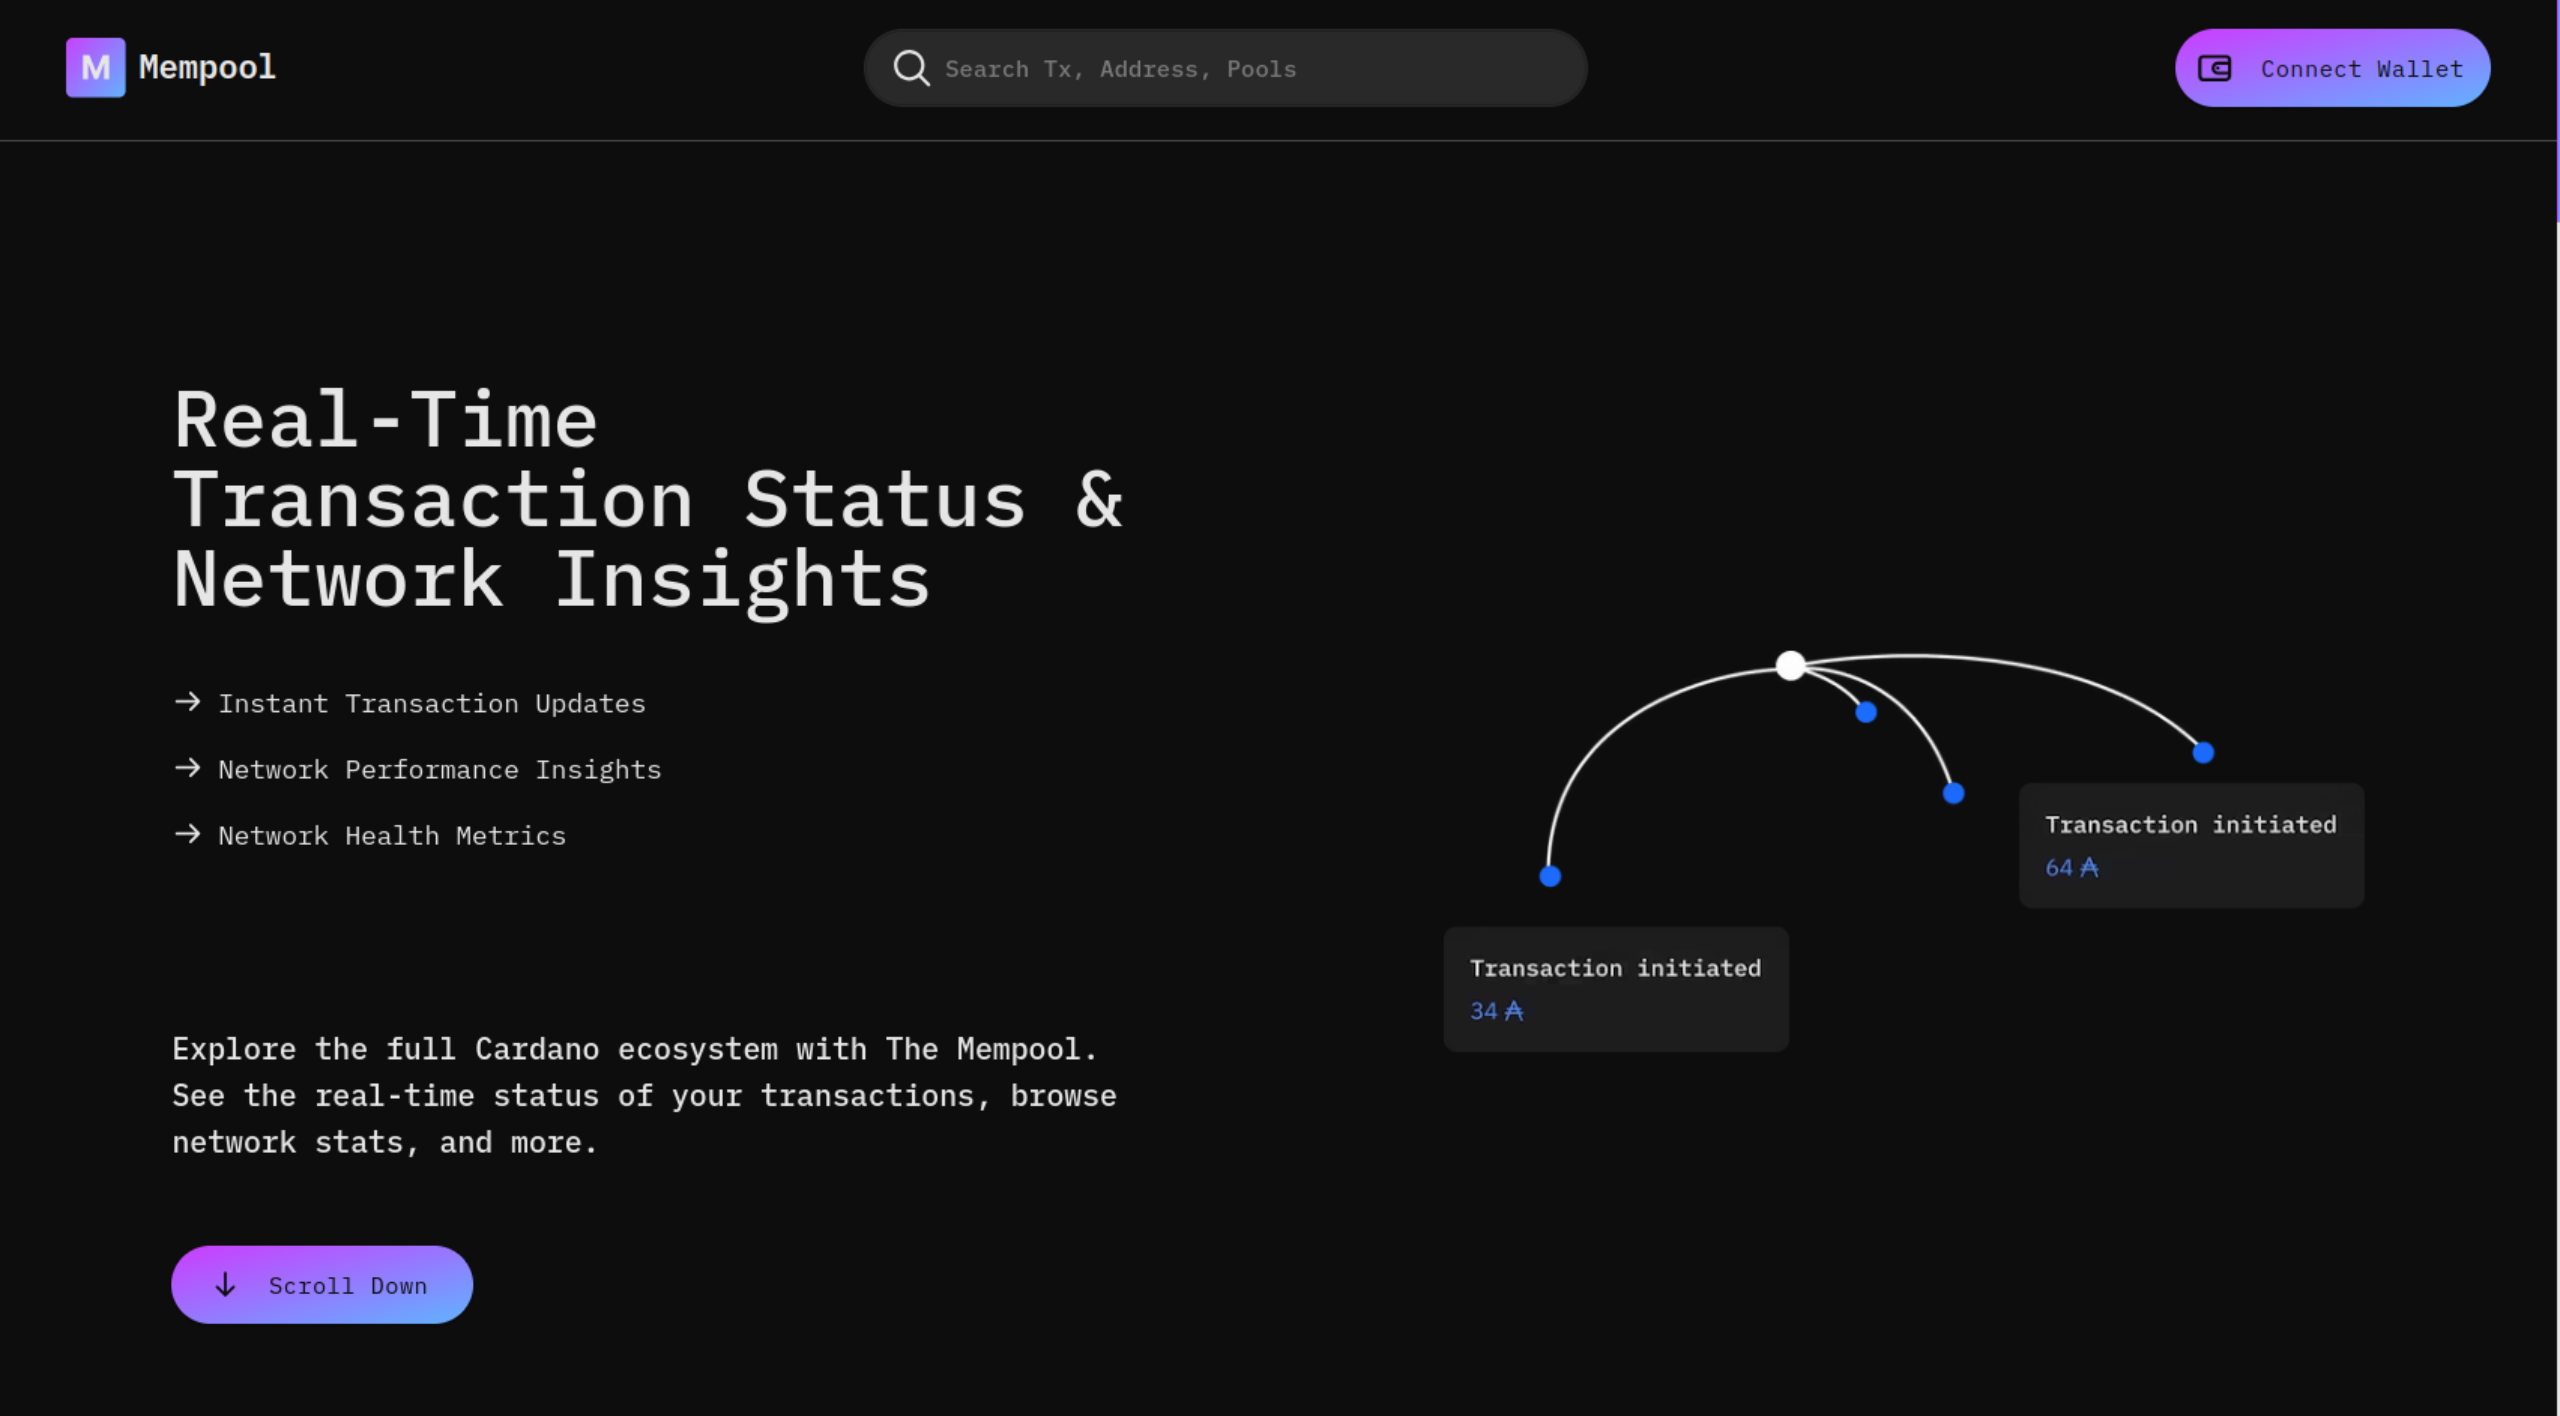 M Mempool
Search Tx, Address, Pools
Connect Wallet
Real-Time
Transaction Status &
Network Insights
→ Instant Transaction Updates
→ Network Performance Insights
→ Network Health Metrics
Explore the full Cardano ecosystem with The Mempool.
See the real-time status of your transactions, browse
network stats, and more.
↓ Scroll Down
Transaction initiated
64 ₳
Transaction initiated
34 ₳